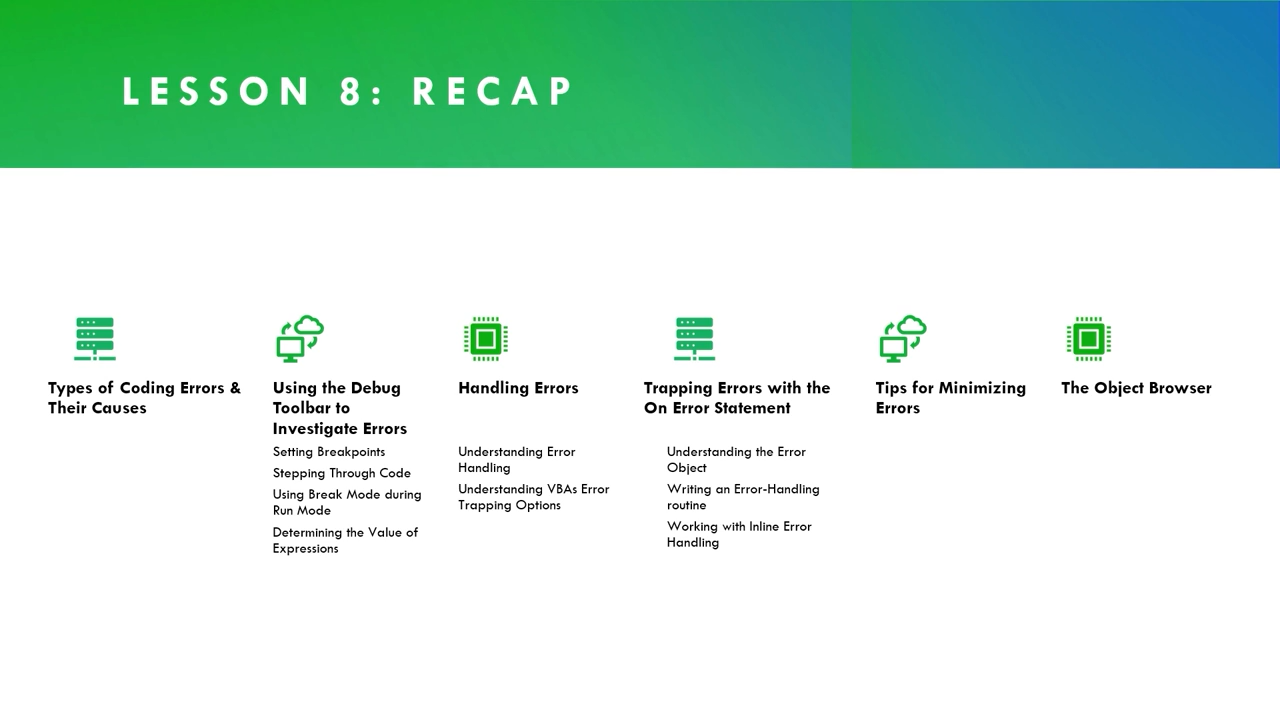 LESSON 8: RECAP
Types of Coding Errors &
Their Causes
Using the Debug
Toolbar to
Investigate Errors
Setting Breakpoints
Stepping Through Code
Using Break Mode during
Run Mode
Determining the Value of
Expressions
Handling Errors
Understanding Error
Handling
Understanding VBAs Error
Trapping Options
Trapping Errors with the
On Error Statement
Understanding the Error
Object
Writing an Error-Handling
routine
Working with Inline Error
Handling
Tips for Minimizing
Errors
The Object Browser